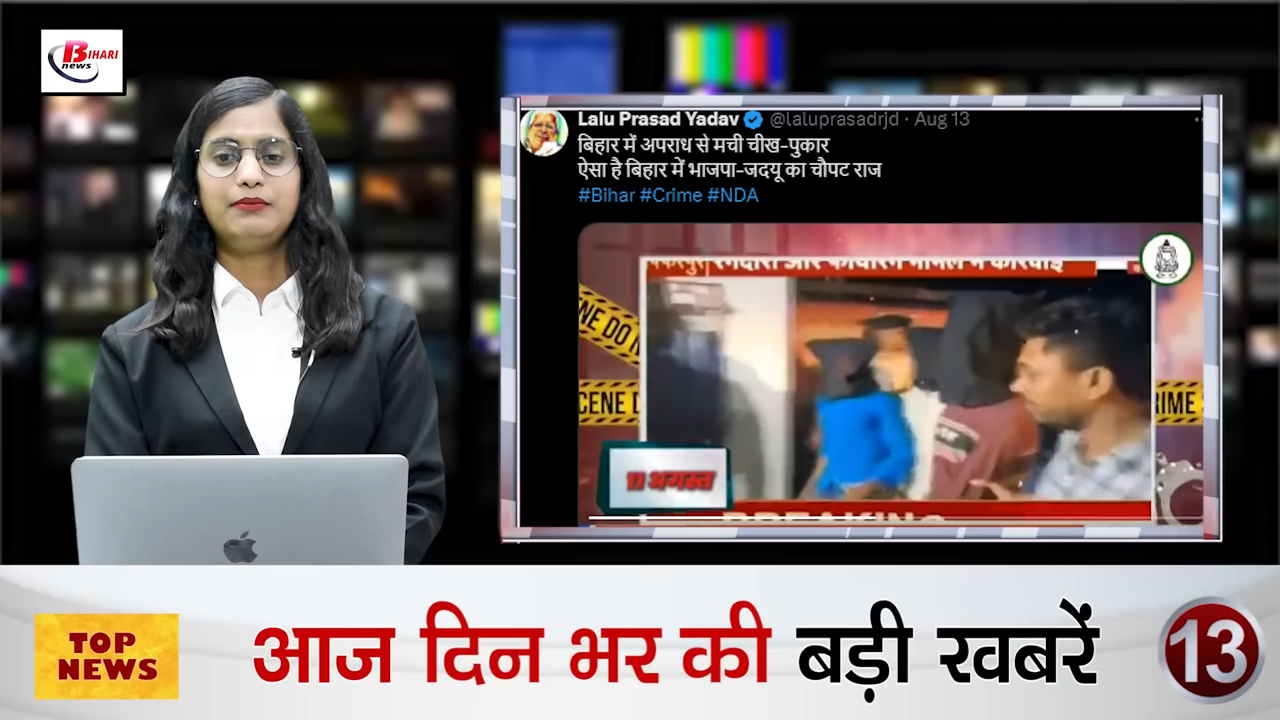 BIHARI
news
Lalu Prasad Yadav @laluprasadrjd · Aug 13
बिहार में अपराध से मची चीख-पुकार
ऐसा है बिहार में भाजपा-जदयू का चौपट राज
#Bihar #Crime #NDA
11 अगस्त
TOP
NEWS
आज दिन भर की बड़ी खबरें
13